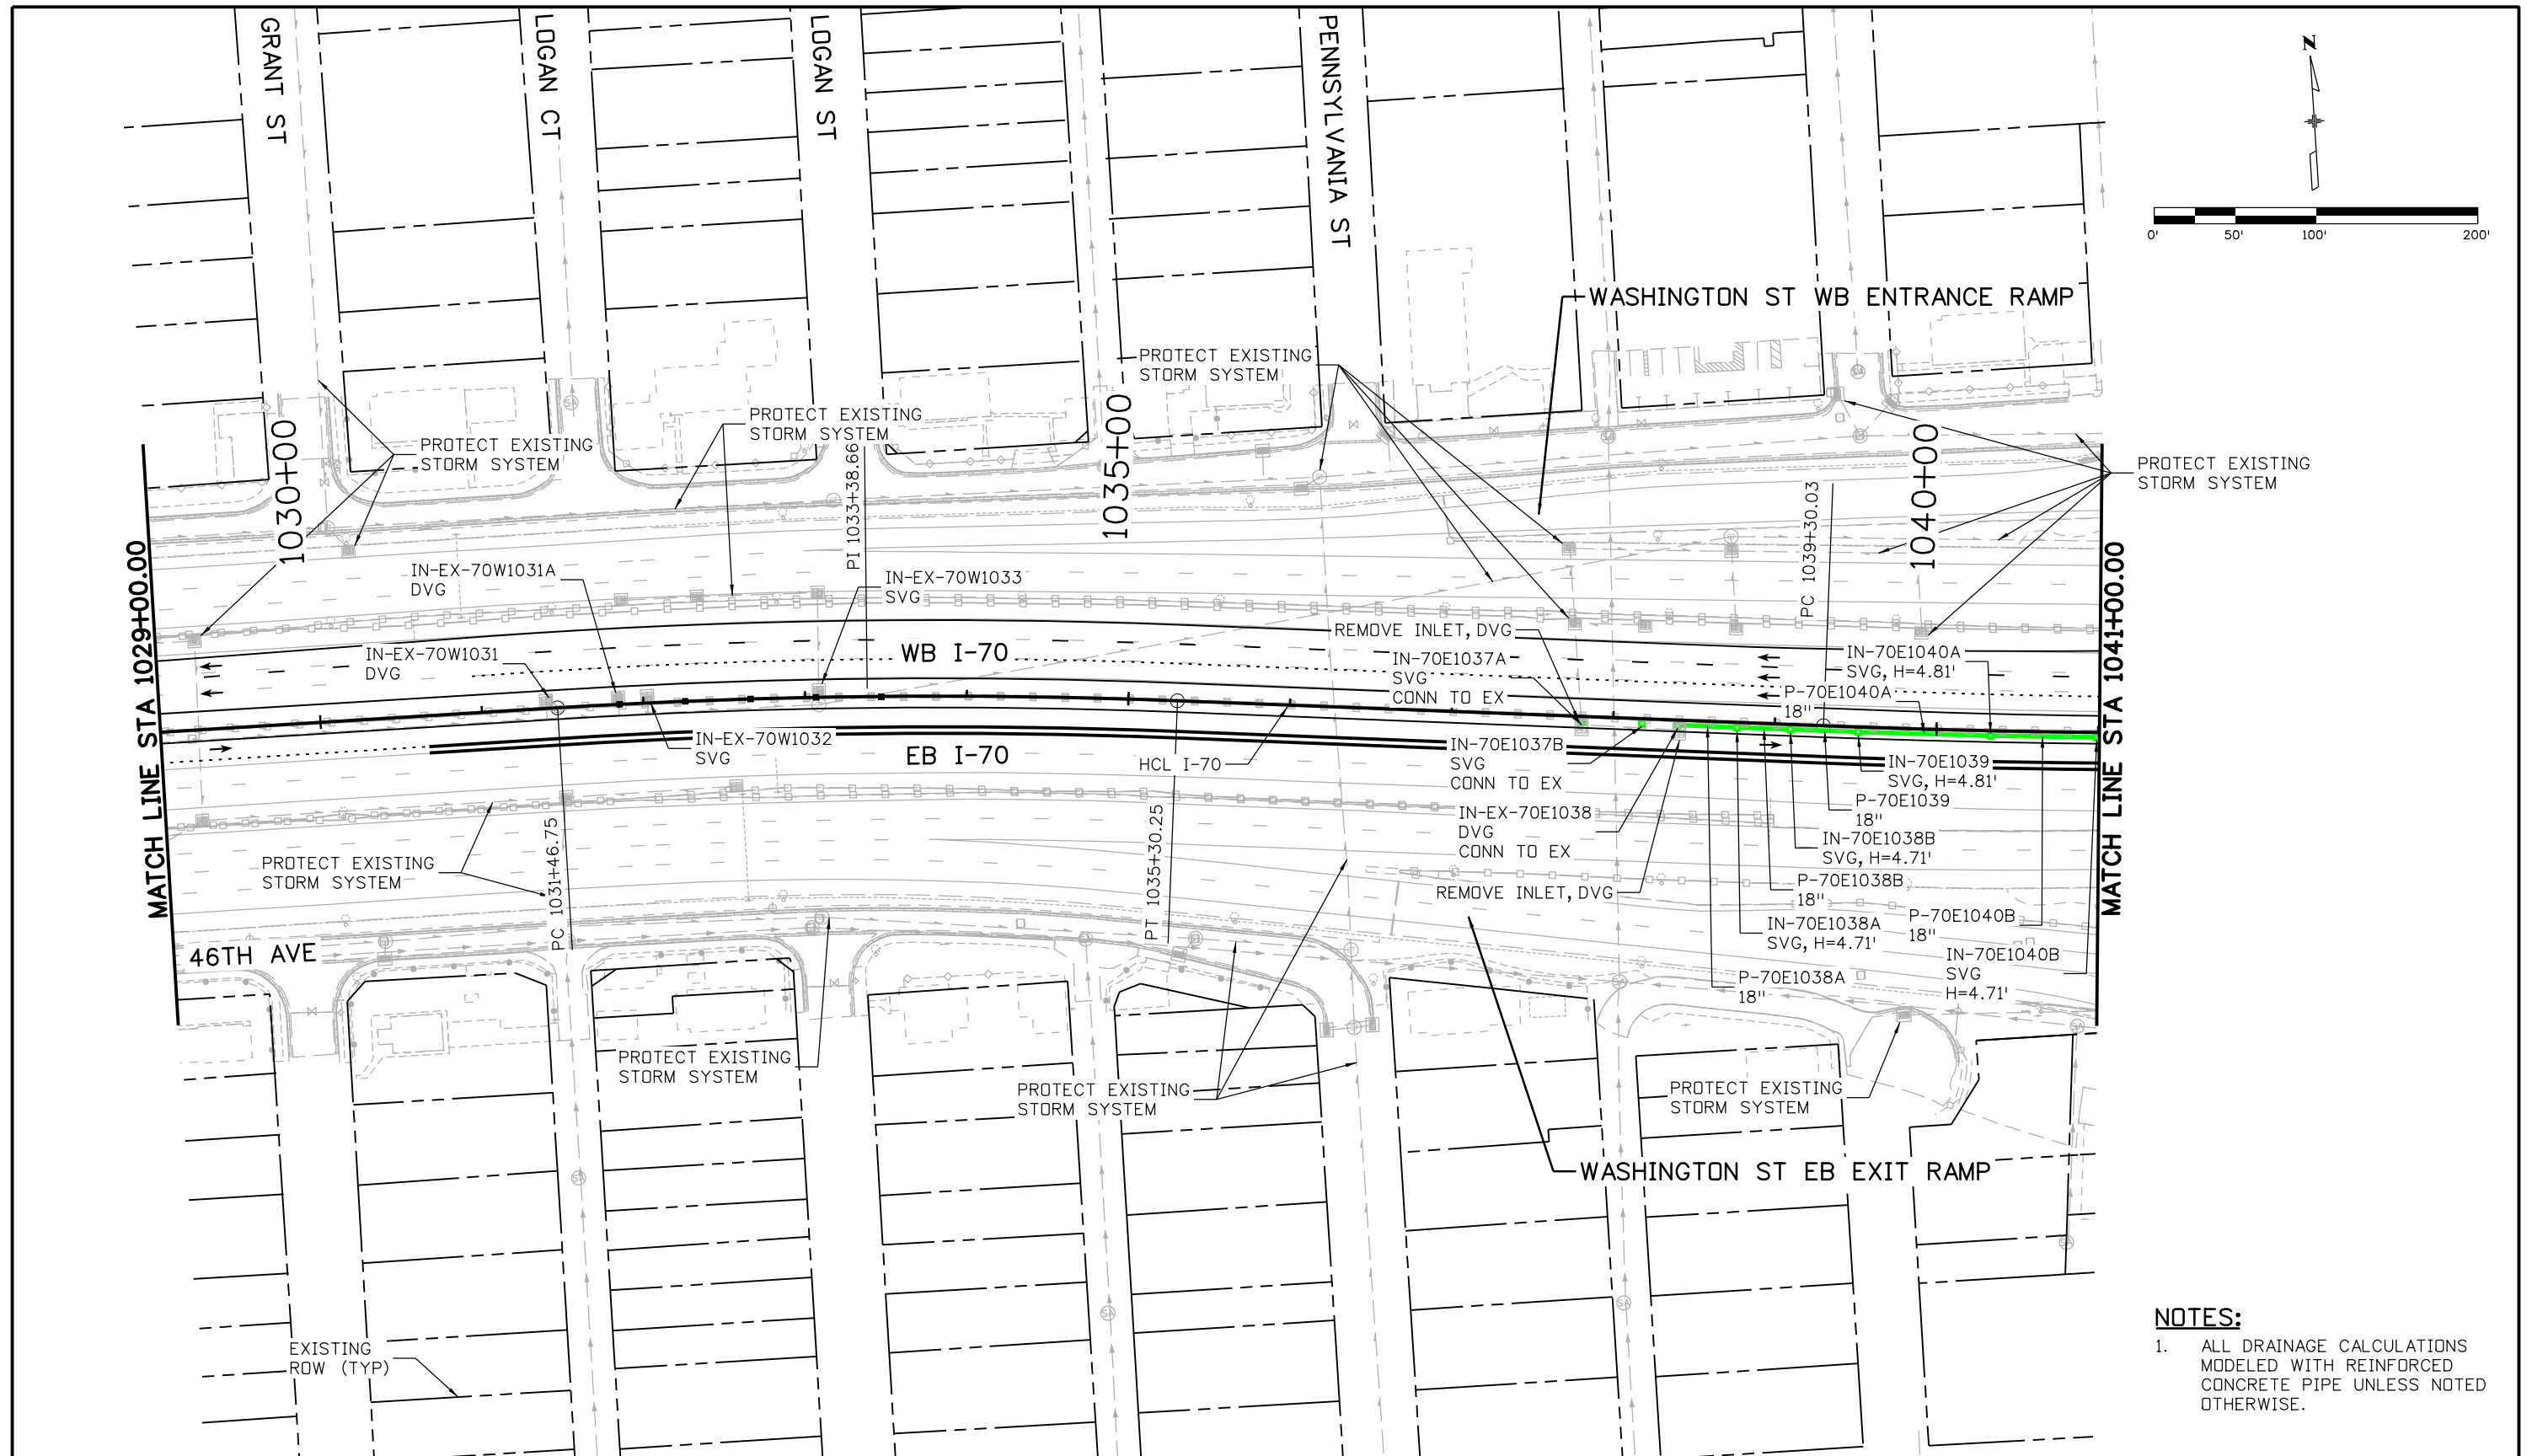 GRANT ST
LOGAN CT
LOGAN ST
PENNSYLVANIA ST
N
0'
50'
100'
200'
WASHINGTON ST WB ENTRANCE RAMP
PROTECT EXISTING
STORM SYSTEM
PROTECT EXISTING
STORM SYSTEM
PROTECT EXISTING
STORM SYSTEM
PROTECT EXISTING
STORM SYSTEM
1030+00
1035+00
1040+00
PI 1033+38.66
PC 1039+30.03
MATCH LINE STA 1029+00.00
MATCH LINE STA 1041+00.00
IN-EX-70W1031A
DVG
IN-EX-70W1033
SVG
IN-EX-70W1031
DVG
WB I-70
REMOVE INLET, DVG
IN-70E1037A
SVG
CONN TO EX
IN-70E1040A
SVG, H=4.81'
P-70E1040A
18"
IN-EX-70W1032
SVG
EB I-70
HCL I-70
IN-70E1037B
SVG
CONN TO EX
IN-70E1039
SVG, H=4.81'
P-70E1039
18"
IN-EX-70E1038
DVG
CONN TO EX
IN-70E1038B
SVG, H=4.71'
PC 1031+46.75
PT 1035+30.25
PROTECT EXISTING
STORM SYSTEM
REMOVE INLET, DVG
P-70E1038B
18"
IN-70E1038A
SVG, H=4.71'
P-70E1040B
18"
IN-70E1040B
SVG
H=4.71'
P-70E1038A
18"
46TH AVE
PROTECT EXISTING
STORM SYSTEM
PROTECT EXISTING
STORM SYSTEM
PROTECT EXISTING
STORM SYSTEM
WASHINGTON ST EB EXIT RAMP
EXISTING
ROW (TYP)
NOTES:
1. ALL DRAINAGE CALCULATIONS
MODELED WITH REINFORCED
CONCRETE PIPE UNLESS NOTED
OTHERWISE.